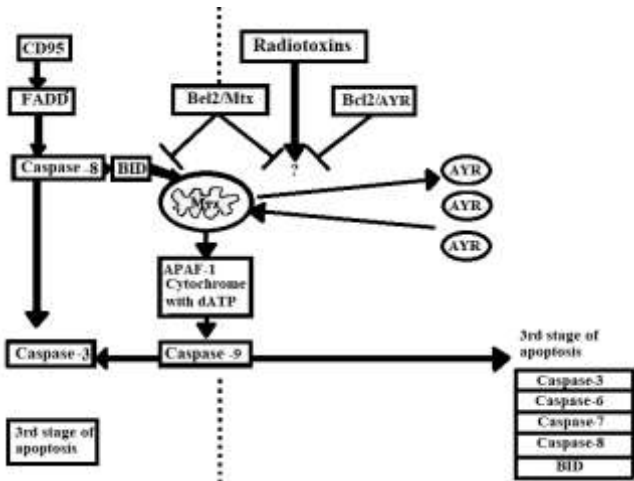 CD95
Radiotoxins
FADD
Bel2/Mtx
Bcl2/AYR
Caspase -8
BID
?
AYR
AYR
AYR
APAF-1
Cytochrome
with dATP
Caspase -3
Caspase -9
3rd stage of
apoptosis
Caspase-3
Caspase-6
Caspase-7
Caspase-8
BID
3rd stage of
apoptosis